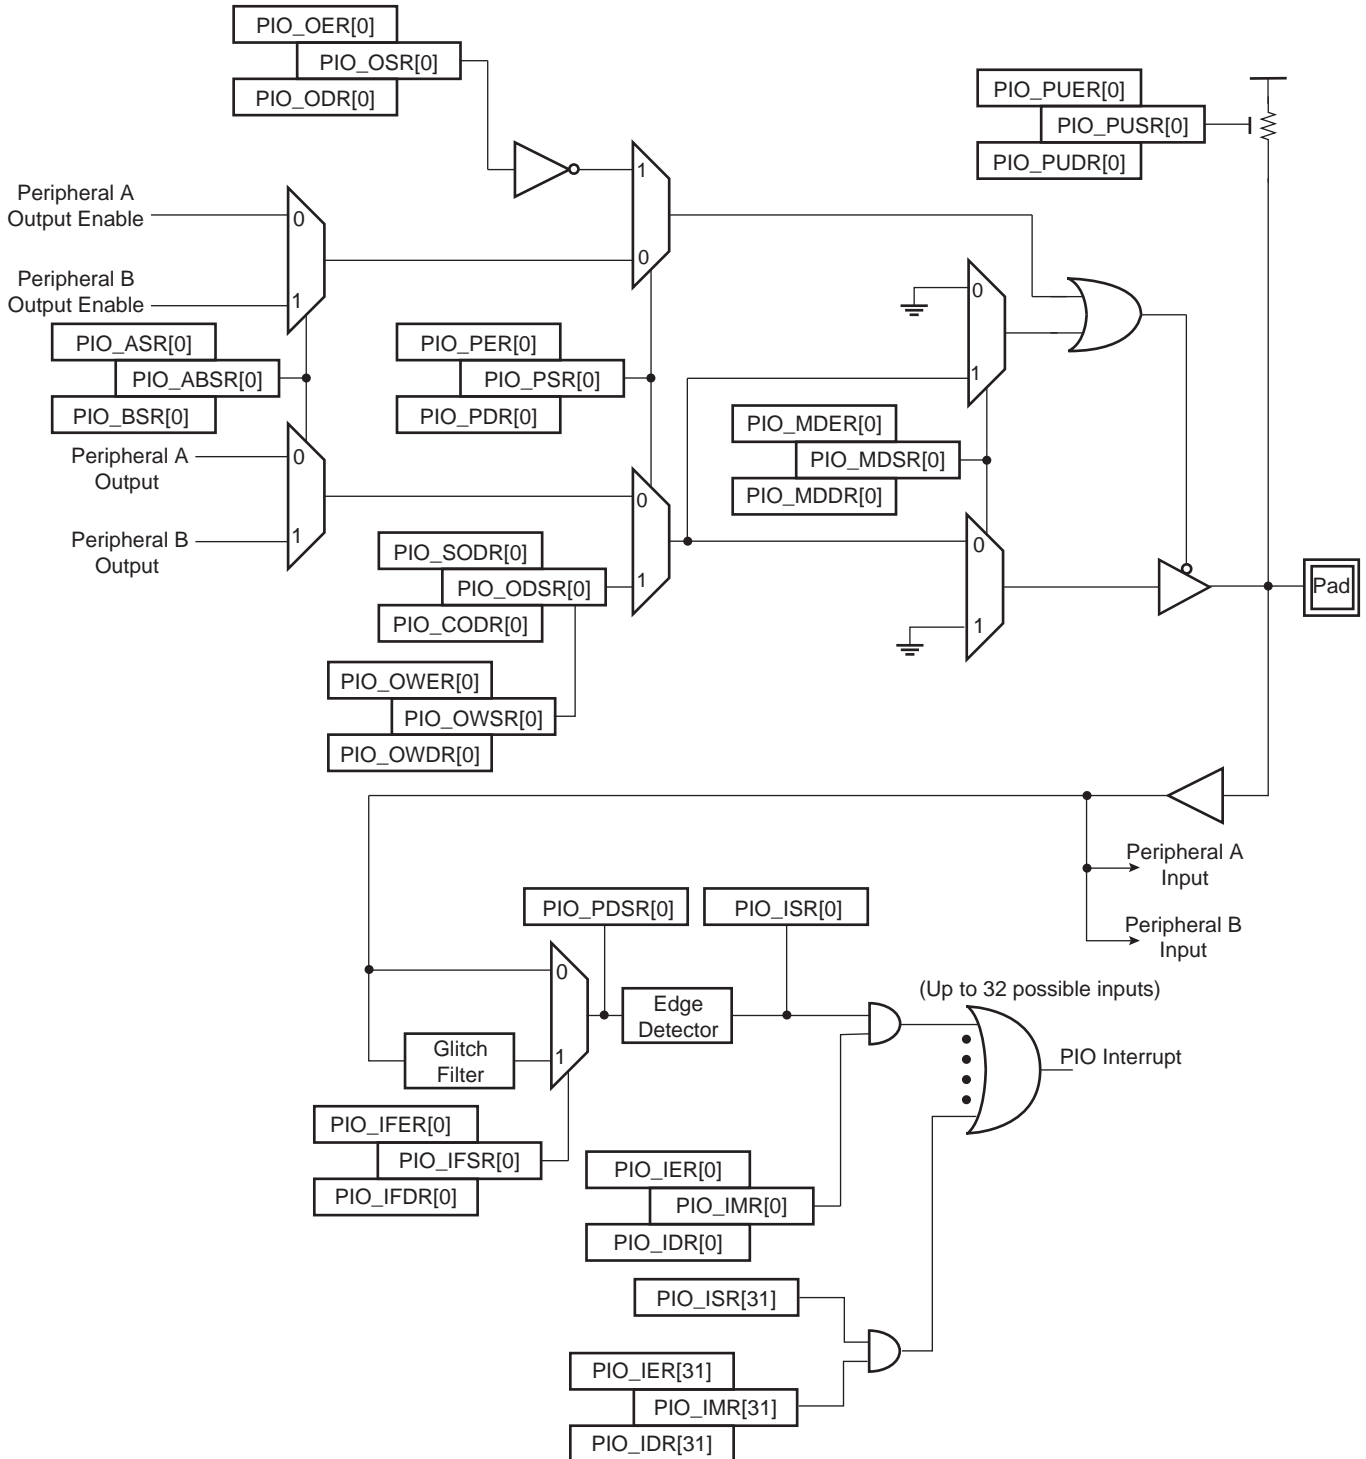 PIO_OER[0]
PIO_OSR[0]
PIO_ODR[0]
PIO_PUER[0]
PIO_PUSR[0]
PIO_PUDR[0]
1
Peripheral A
Output Enable
0
0
Peripheral B
Output Enable
1
0
PIO_ASR[0]
PIO_ABSR[0]
PIO_BSR[0]
PIO_PER[0]
PIO_PSR[0]
PIO_PDR[0]
1
PIO_MDER[0]
PIO_MDSR[0]
PIO_MDDR[0]
Peripheral A
Output
0
0
Peripheral B
Output
1
0
PIO_SODR[0]
PIO_ODSR[0]
PIO_CODR[0]
1
1
Pad
PIO_OWER[0]
PIO_OWSR[0]
PIO_OWDR[0]
Peripheral A
Input
Peripheral B
Input
PIO_PDSR[0]
PIO_ISR[0]
0
Edge
Detector
(Up to 32 possible inputs)
Glitch
Filter
1
PIO Interrupt
PIO_IFER[0]
PIO_IFSR[0]
PIO_IFDR[0]
PIO_IER[0]
PIO_IMR[0]
PIO_IDR[0]
PIO_ISR[31]
PIO_IER[31]
PIO_IMR[31]
PIO_IDR[31]